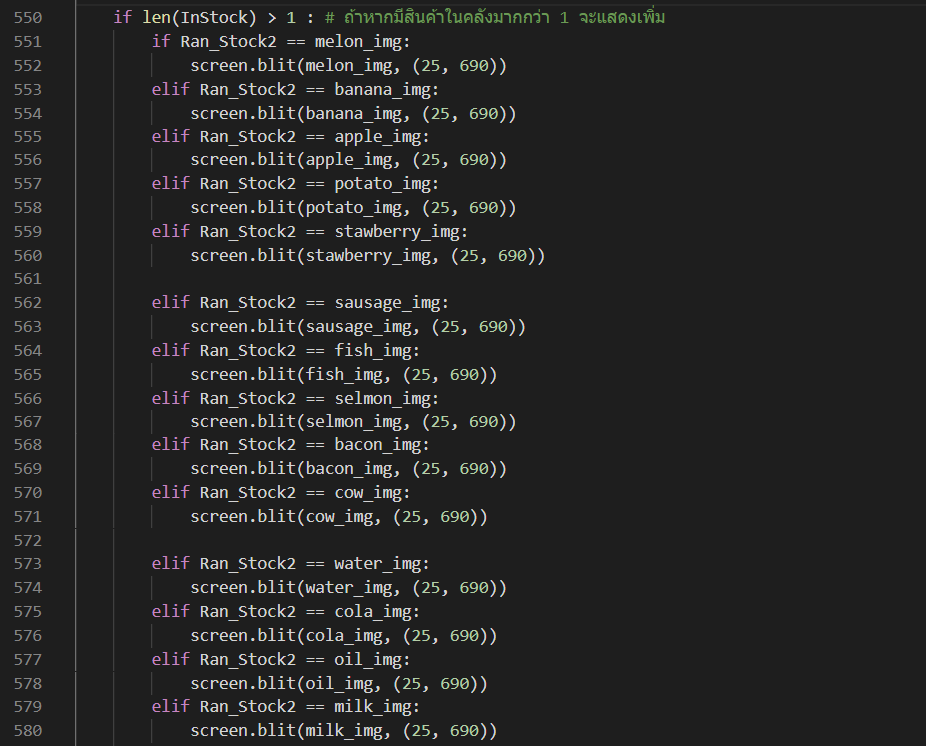 550 if len(InStock) > 1 : # ถ้าหากมีสินค้าในคลังมากกว่า 1 จะแสดงเพิ่ม
551 if Ran_Stock2 == melon_img:
552 screen.blit(melon_img, (25, 690))
553 elif Ran_Stock2 == banana_img:
554 screen.blit(banana_img, (25, 690))
555 elif Ran_Stock2 == apple_img:
556 screen.blit(apple_img, (25, 690))
557 elif Ran_Stock2 == potato_img:
558 screen.blit(potato_img, (25, 690))
559 elif Ran_Stock2 == stawberry_img:
560 screen.blit(stawberry_img, (25, 690))
561
562 elif Ran_Stock2 == sausage_img:
563 screen.blit(sausage_img, (25, 690))
564 elif Ran_Stock2 == fish_img:
565 screen.blit(fish_img, (25, 690))
566 elif Ran_Stock2 == selmon_img:
567 screen.blit(selmon_img, (25, 690))
568 elif Ran_Stock2 == bacon_img:
569 screen.blit(bacon_img, (25, 690))
570 elif Ran_Stock2 == cow_img:
571 screen.blit(cow_img, (25, 690))
572
573 elif Ran_Stock2 == water_img:
574 screen.blit(water_img, (25, 690))
575 elif Ran_Stock2 == cola_img:
576 screen.blit(cola_img, (25, 690))
577 elif Ran_Stock2 == oil_img:
578 screen.blit(oil_img, (25, 690))
579 elif Ran_Stock2 == milk_img:
580 screen.blit(milk_img, (25, 690))